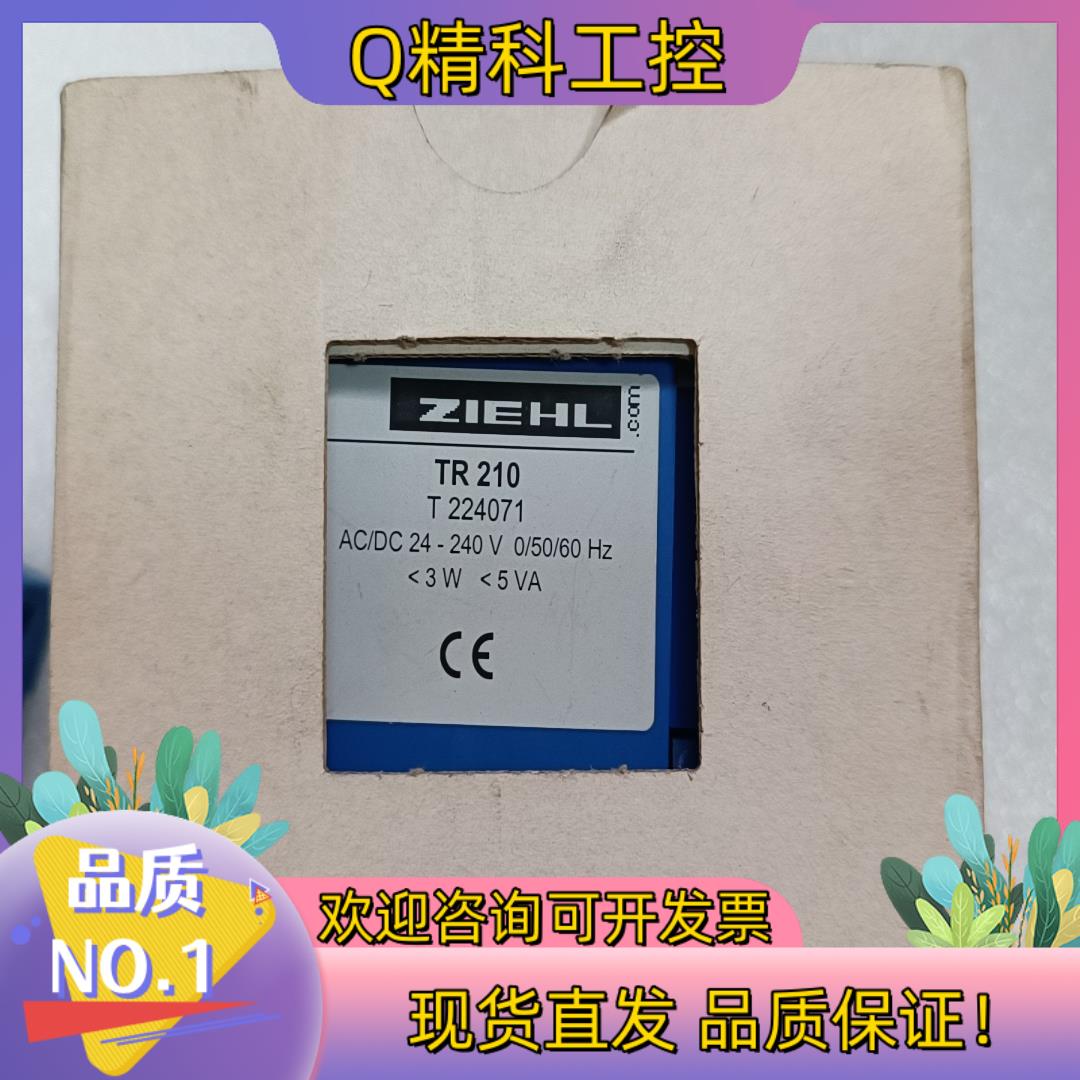 Q精科工控
ZIEHL
.com
TR 210
T 224071
AC/DC 24 - 240 V 0/50/60 Hz
< 3 W < 5 VA
CE
品质
NO.1
欢迎咨询可开发票
现货直发 品质保证!